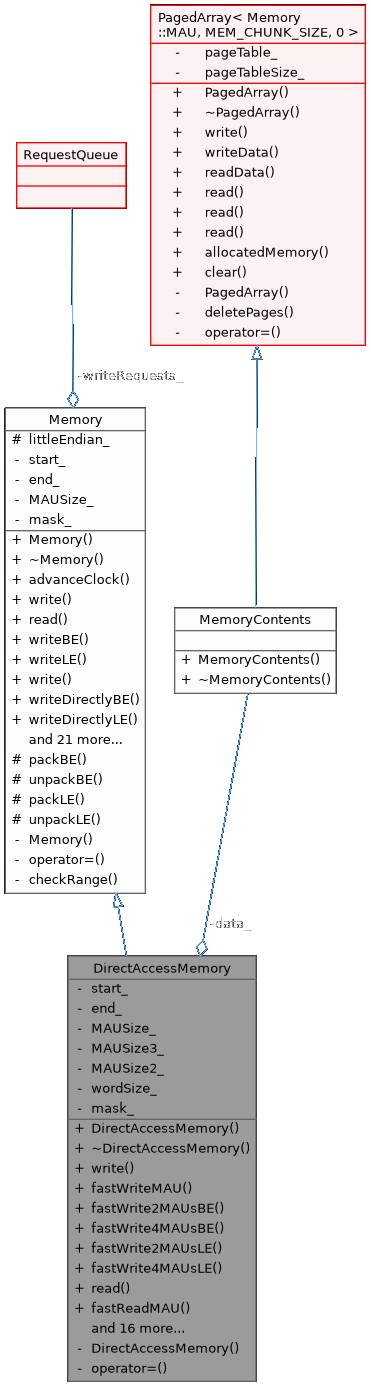 PagedArray< Memory
::MAU, MEM_CHUNK_SIZE, 0 >
- pageTable_
- pageTableSize_
+ PagedArray()
+ ~PagedArray()
+ write()
+ writeData()
+ readData()
+ read()
+ read()
+ read()
+ allocatedMemory()
+ clear()
- PagedArray()
- deletePages()
- operator=()
RequestQueue
-writeRequests_
Memory
# littleEndian_
- start_
- end_
- MAUSize_
- mask_
+ Memory()
+ ~Memory()
+ advanceClock()
+ write()
+ read()
+ writeBE()
+ writeLE()
+ write()
+ writeDirectlyBE()
+ writeDirectlyLE()
and 21 more...
# packBE()
# unpackBE()
# packLE()
# unpackLE()
- Memory()
- operator=()
- checkRange()
MemoryContents
+ MemoryContents()
+ ~MemoryContents()
-data_
DirectAccessMemory
- start_
- end_
- MAUSize_
- MAUSize3_
- MAUSize2_
- wordSize_
- mask_
+ DirectAccessMemory()
+ ~DirectAccessMemory()
+ write()
+ fastWriteMAU()
+ fastWrite2MAUsBE()
+ fastWrite4MAUsBE()
+ fastWrite2MAUsLE()
+ fastWrite4MAUsLE()
+ read()
+ fastReadMAU()
and 16 more...
- DirectAccessMemory()
- operator=()